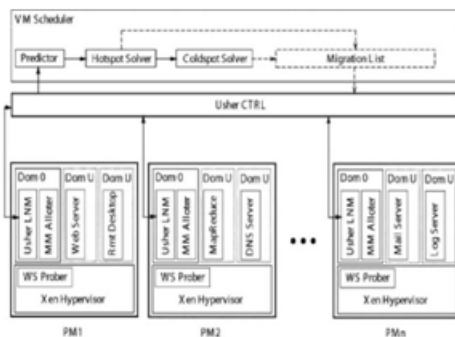 VM Scheduler
Predictor
Hotspot Solver
Coldspot Solver
Migration List
Usher CTRL
Dom 0
Dom U
Dom U
Usher LNM
MM Alloter
Web Server
Rmt Desktop
WS Prober
Xen Hypervisor
PM1
Dom 0
Dom U
Dom U
Usher LNM
MM Alloter
MapReduce
DNS Server
WS Prober
Xen Hypervisor
PM2
Dom 0
Dom U
Dom U
Usher LNM
MM Alloter
Mail Server
Log Server
WS Prober
Xen Hypervisor
PMn